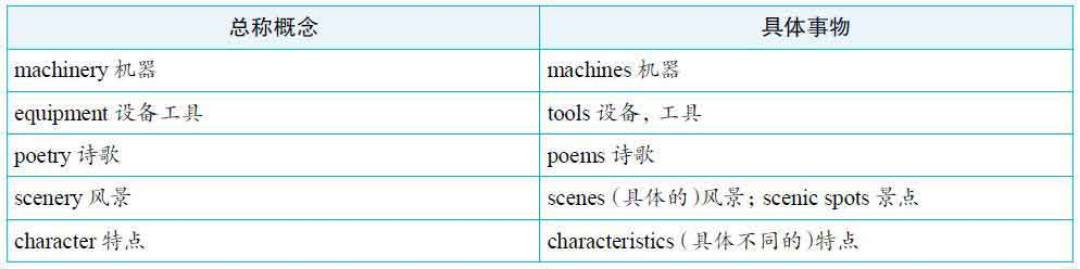 总称概念 具体事物
machinery 机器 machines 机器
equipment 设备工具 tools 设备, 工具
poetry 诗歌 poems 诗歌
scenery 风景 scenes (具体的)风景; scenic spots 景点
character 特点 characteristics (具体不同的)特点